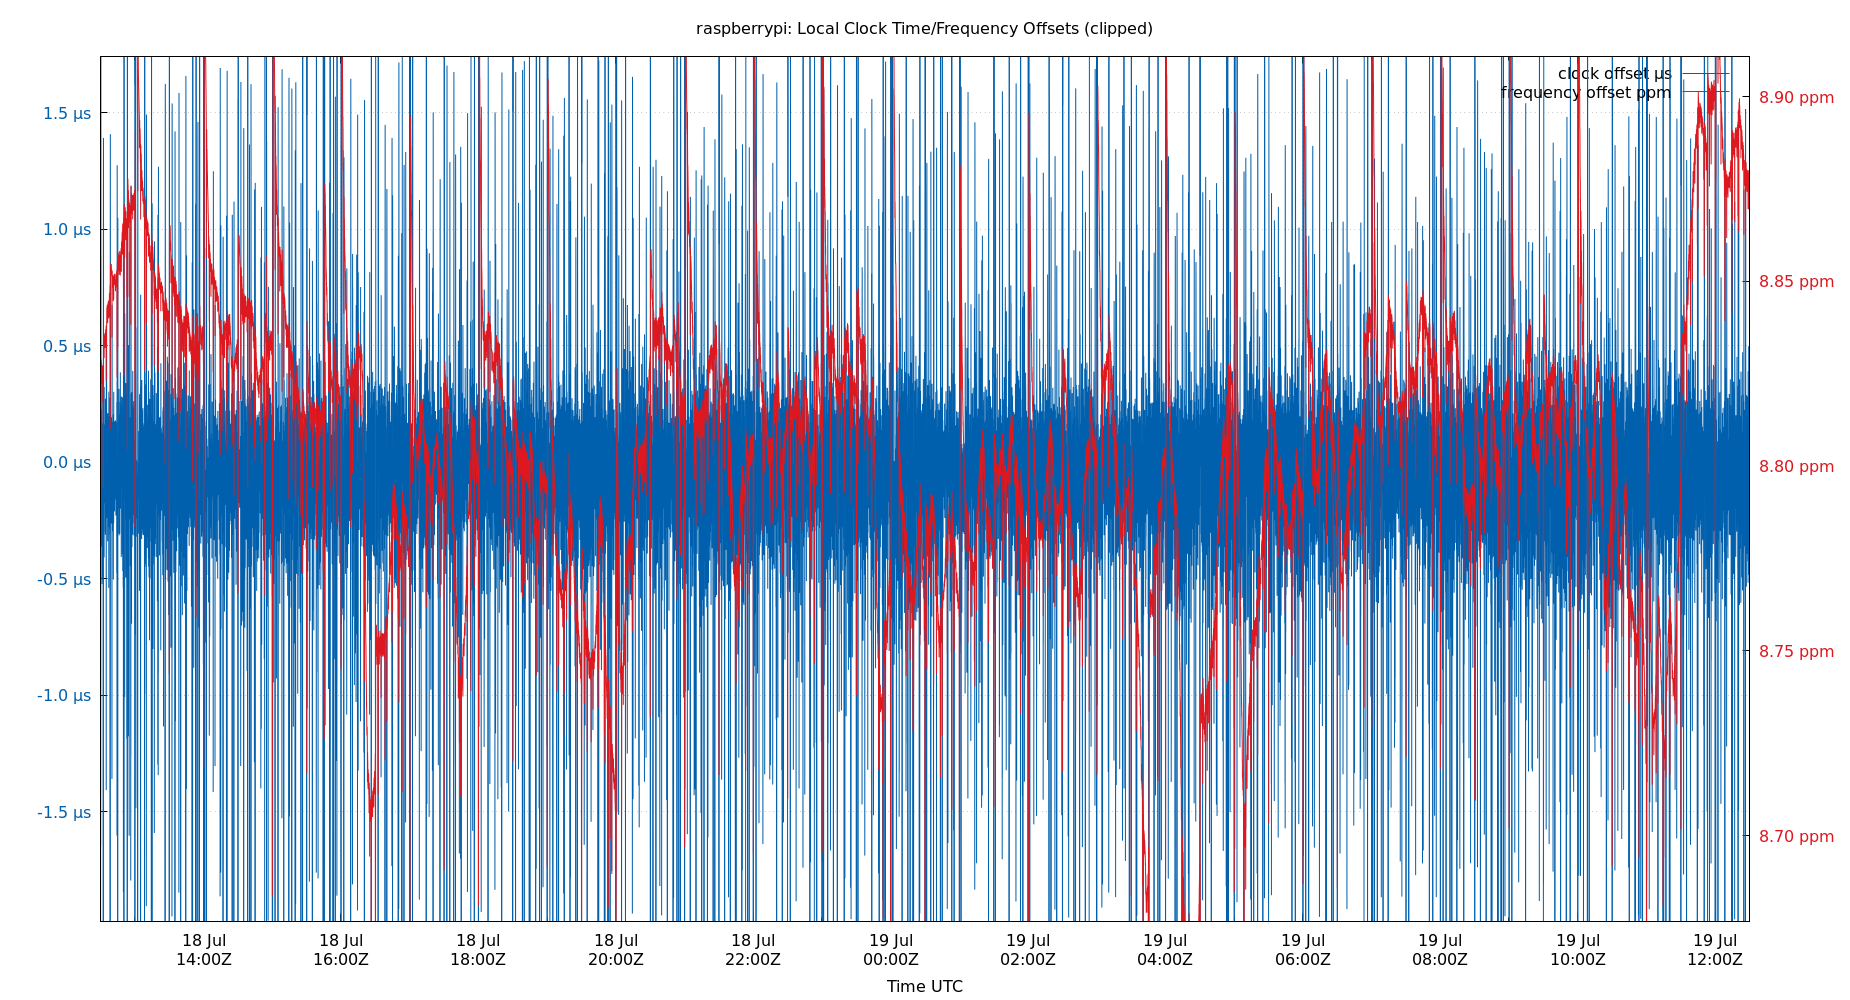 raspberrypi: Local Clock Time/Frequency Offsets (clipped)
clock offset µs
frequency offset ppm
1.5 µs
1.0 µs
0.5 µs
0.0 µs
-0.5 µs
-1.0 µs
-1.5 µs
8.90 ppm
8.85 ppm
8.80 ppm
8.75 ppm
8.70 ppm
18 Jul 18 Jul 18 Jul 18 Jul 18 Jul 19 Jul 19 Jul 19 Jul 19 Jul 19 Jul 19 Jul 19 Jul
14:00Z 16:00Z 18:00Z 20:00Z 22:00Z 00:00Z 02:00Z 04:00Z 06:00Z 08:00Z 10:00Z 12:00Z
Time UTC